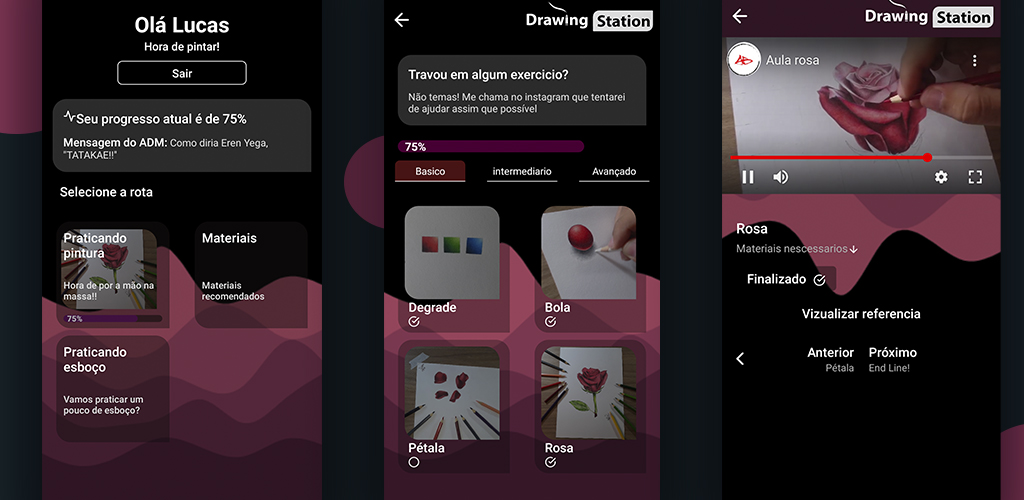 Olá Lucas
Hora de pintar!
Sair
Seu progresso atual é de 75%
Mensagem do ADM: Como diria Eren Yega,
"TATAKAE!!"
Selecione a rota
Praticando
pintura
Hora de por a mão na
massa!!
75%
Materiais
Materiais
recomendados
Praticando
esboço
Vamos praticar um
pouco de esboço?
Drawing Station
Travou em algum exercicio?
Não temas! Me chama no instagram que tentarei
de ajudar assim que possível
75%
Basico
intermediario
Avançado
Degrade
Bola
Pétala
Rosa
Drawing Station
Aula rosa
Rosa
Materiais nescessarios
Finalizado
Vizualizar referencia
Anterior
Próximo
Pétala
End Line!